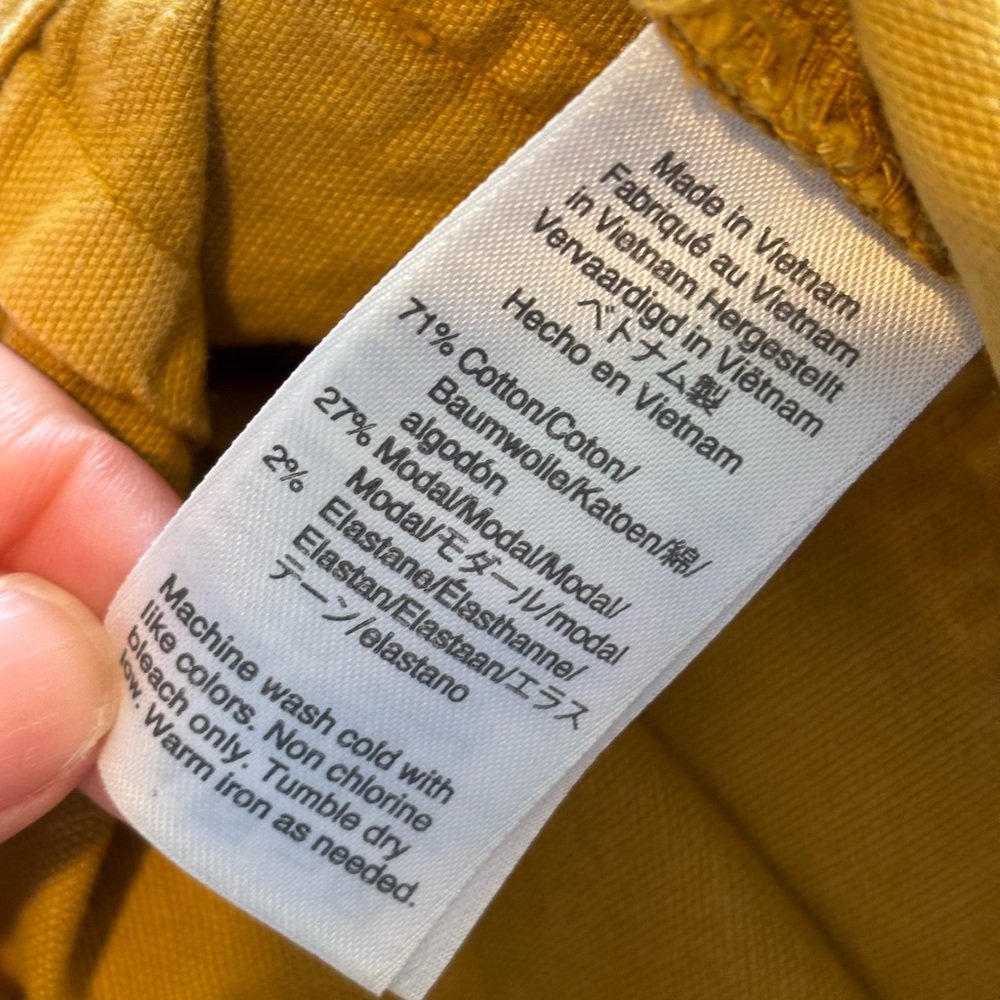 Made in Vietnam
Fabriqué au Vietnam
in Vietnam Hergestellt
Vervaardigd in Viëtnam
ベトナム製
Hecho en Vietnam
71% Cotton/Coton/
Baumwolle/Katoen/綿/
algodón
27% Modal/Modal/Modal/
Modal/モダール/modal
2% Elastane/Élasthanne/
Elastan/Elastaan/エラス
テーン/elastano
Machine wash cold with
like colors. Non chlorine
bleach only. Tumble dry
low. Warm iron as needed.